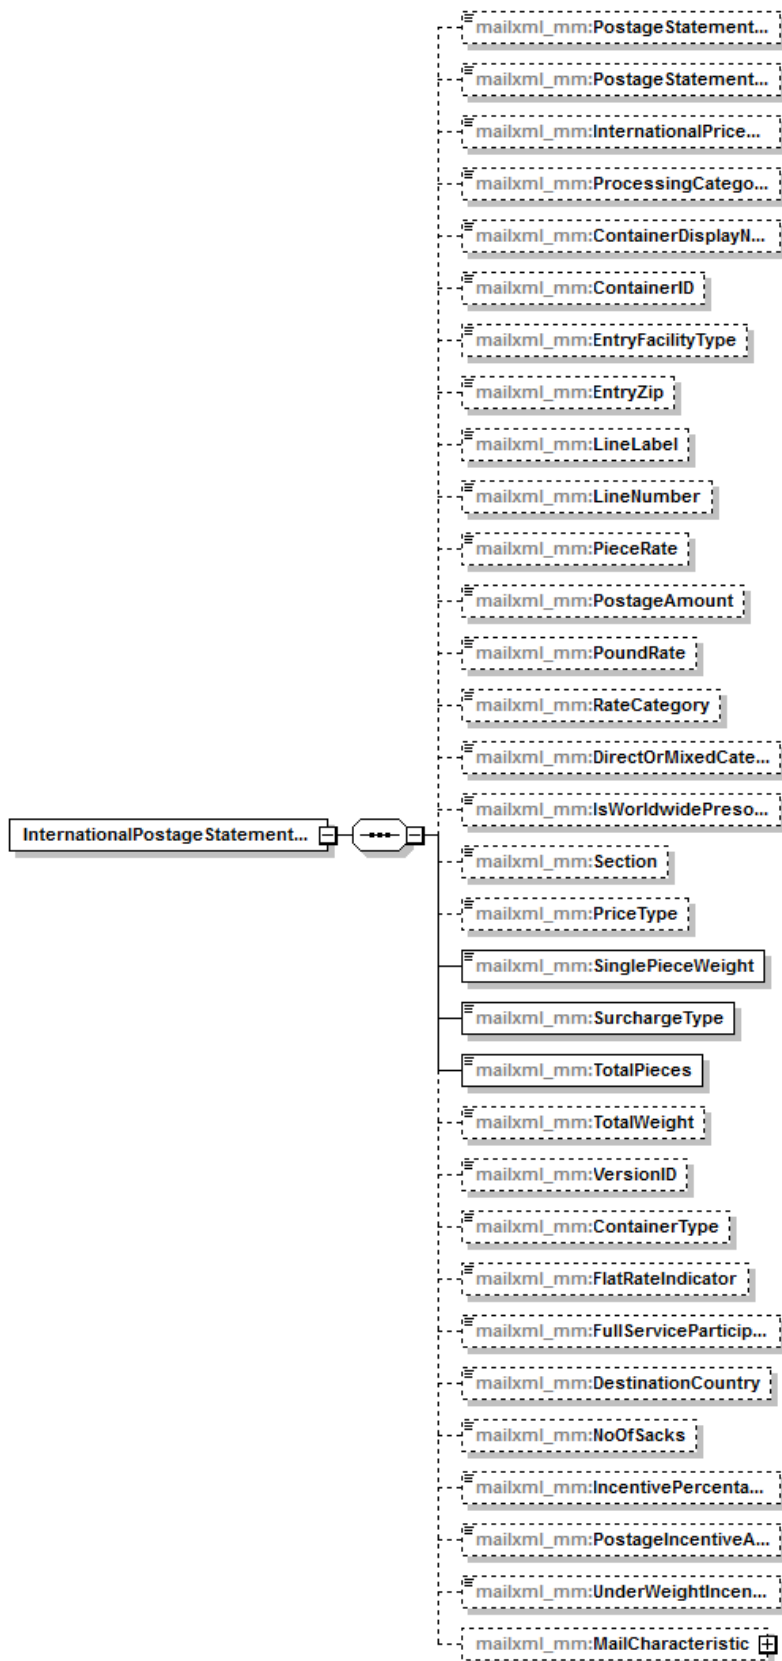 mailxml_mm:PostageStatement...
mailxml_mm:PostageStatement...
mailxml_mm:InternationalPrice...
mailxml_mm:ProcessingCatego...
mailxml_mm:ContainerDisplayN...
mailxml_mm:ContainerID
mailxml_mm:EntryFacilityType
mailxml_mm:EntryZip
mailxml_mm:LineLabel
mailxml_mm:LineNumber
mailxml_mm:PieceRate
mailxml_mm:PostageAmount
mailxml_mm:PoundRate
mailxml_mm:RateCategory
mailxml_mm:DirectOrMixedCate...
mailxml_mm:IsWorldwidePreso...
InternationalPostageStatement...
mailxml_mm:Section
mailxml_mm:PriceType
mailxml_mm:SinglePieceWeight
mailxml_mm:SurchargeType
mailxml_mm:TotalPieces
mailxml_mm:TotalWeight
mailxml_mm:VersionID
mailxml_mm:ContainerType
mailxml_mm:FlatRateIndicator
mailxml_mm:FullServiceParticip...
mailxml_mm:DestinationCountry
mailxml_mm:NoOfSacks
mailxml_mm:IncentivePercenta...
mailxml_mm:PostageIncentiveA...
mailxml_mm:UnderWeightIncen...
mailxml_mm:MailCharacteristic